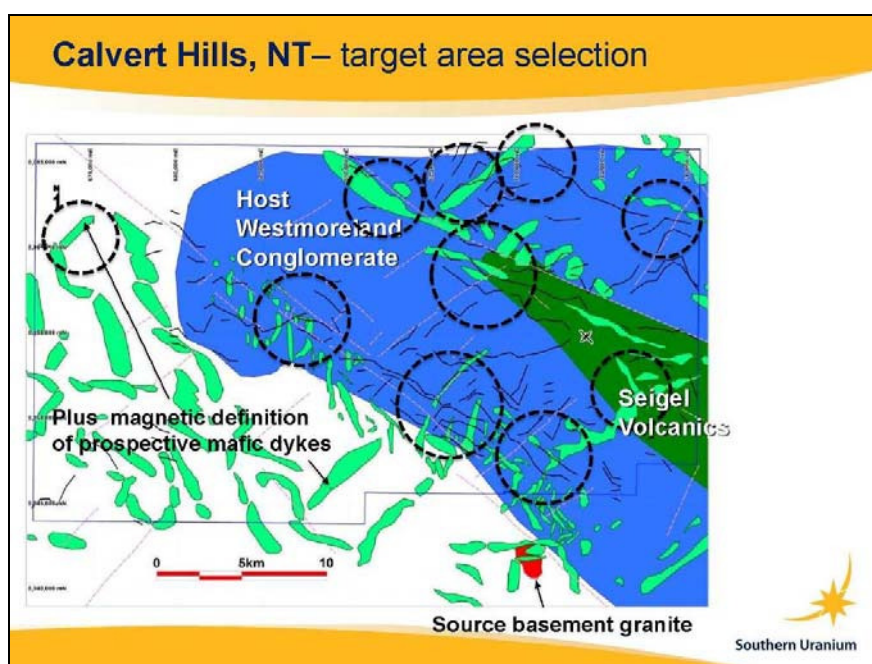 Calvert Hills, NT– target area selection
N
Host
Westmoreland
Conglomerate
Seigel
Volcanics
Plus magnetic definition
of prospective mafic dykes
0 5km 10
Source basement granite
Southern Uranium